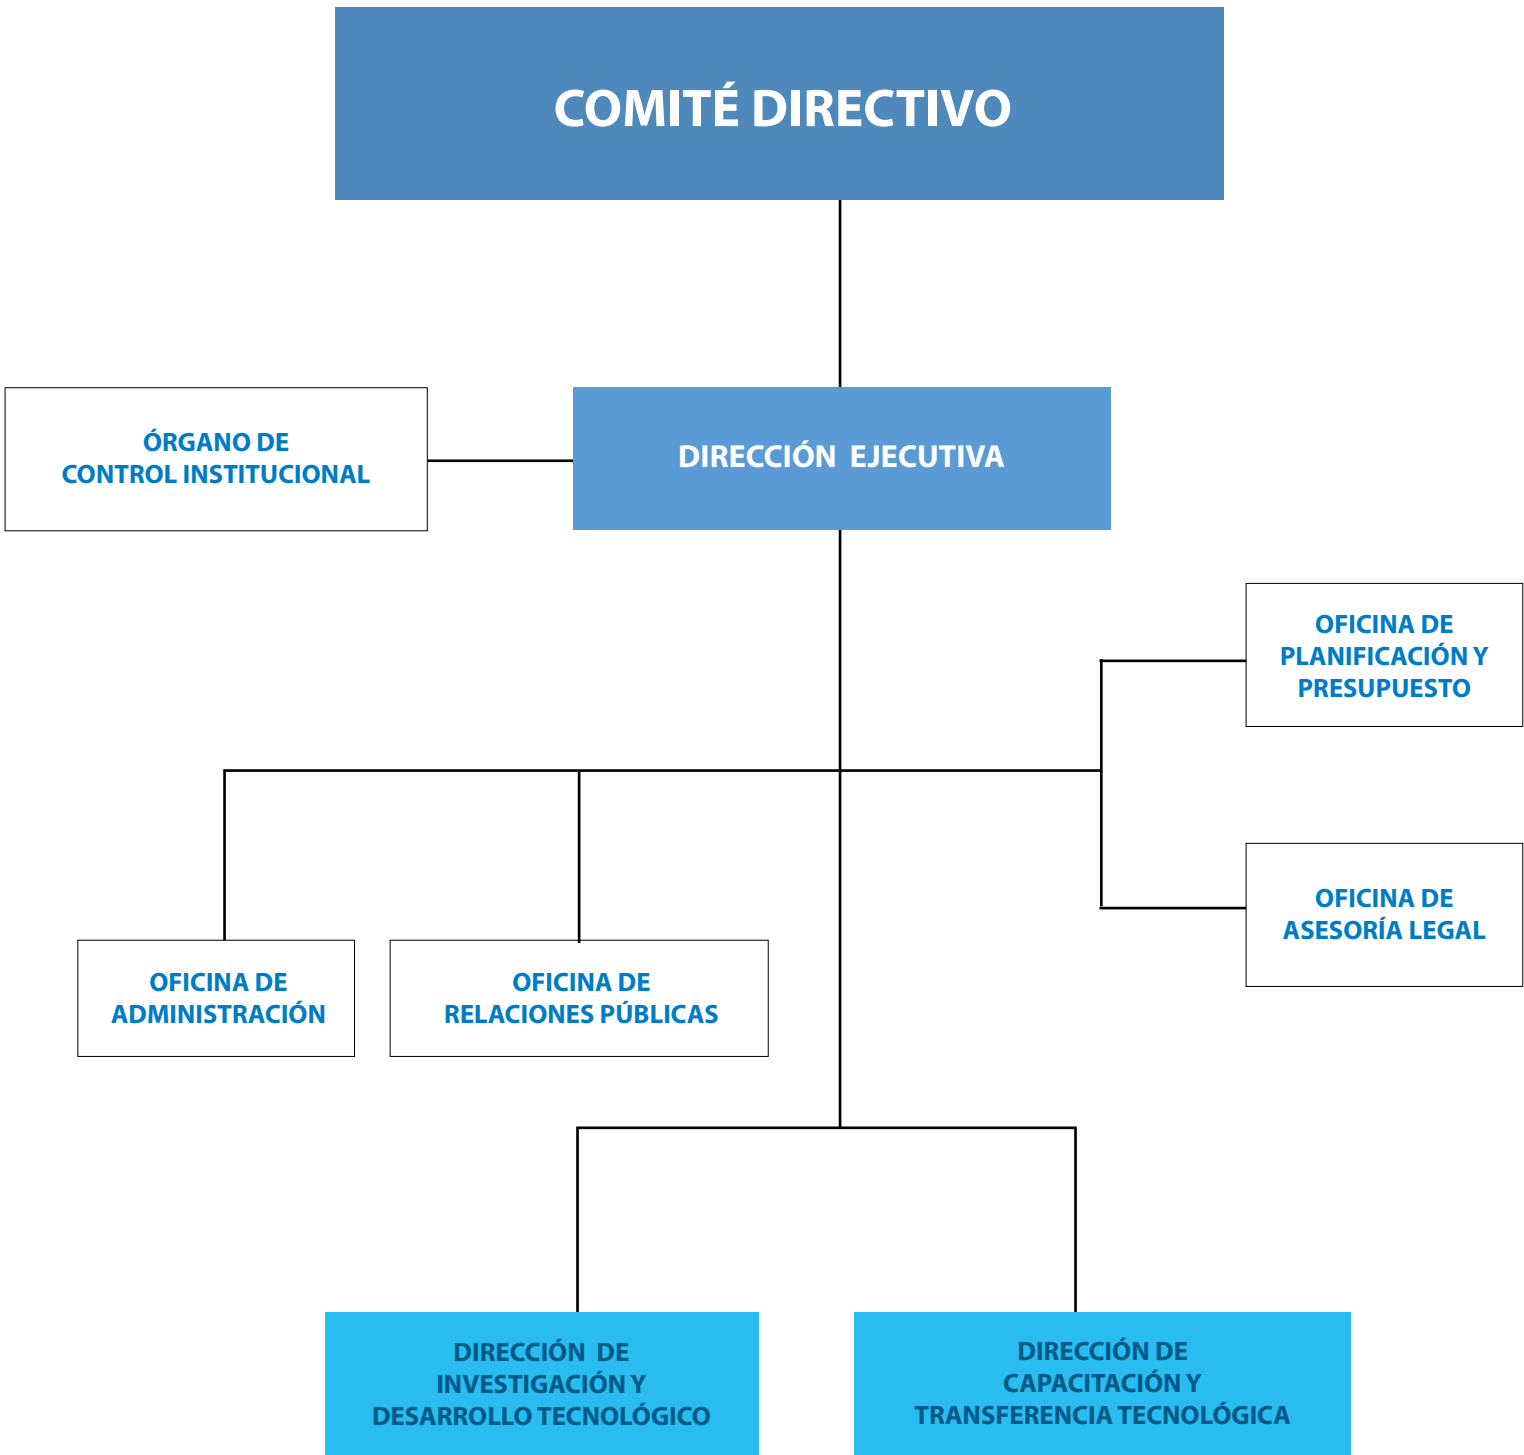 COMITÉ DIRECTIVO
ÓRGANO DE
CONTROL INSTITUCIONAL
DIRECCIÓN EJECUTIVA
OFICINA DE
PLANIFICACIÓN Y
PRESUPUESTO
OFICINA DE
ASESORÍA LEGAL
OFICINA DE
ADMINISTRACIÓN
OFICINA DE
RELACIONES PÚBLICAS
DIRECCIÓN DE
INVESTIGACIÓN Y
DESARROLLO TECNOLÓGICO
DIRECCIÓN DE
CAPACITACIÓN Y
TRANSFERENCIA TECNOLÓGICA